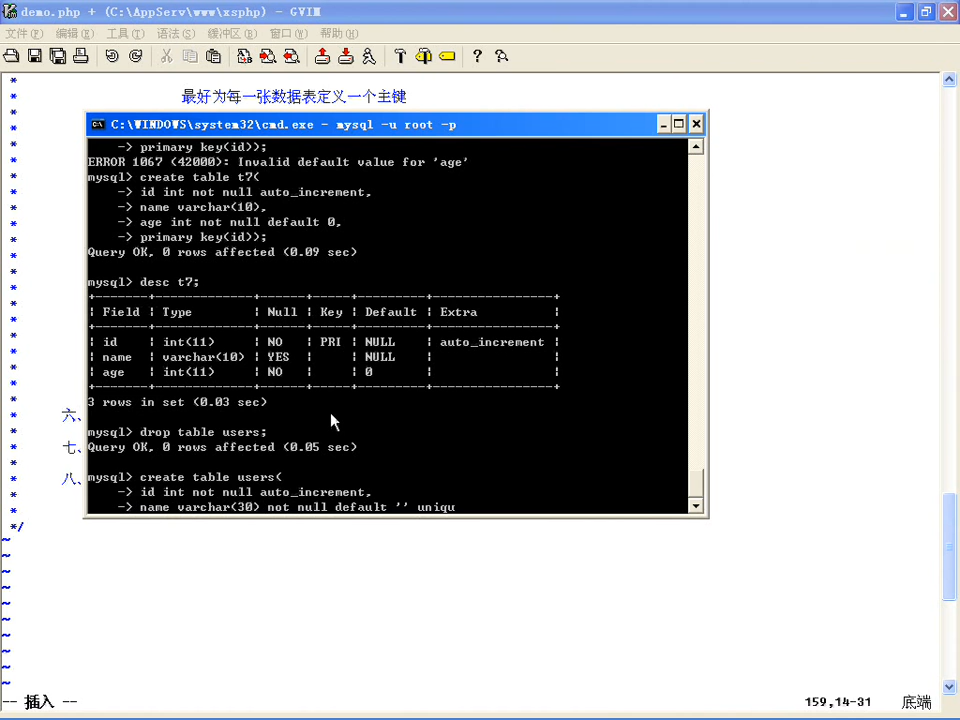 demo.php + (C:\AppServ\www\xsphp) - GVIM
文件(F) 编辑(E) 工具(T) 语法(S) 缓冲区(B) 窗口(W) 帮助(H)
*
* 最好为每一张数据表定义一个主键
*
C:\WINDOWS\system32\cmd.exe - mysql -u root -p
-> primary key(id));
ERROR 1067 (42000): Invalid default value for 'age'
mysql> create table t7(
-> id int not null auto_increment,
-> name varchar(10),
-> age int not null default 0,
-> primary key(id));
Query OK, 0 rows affected (0.09 sec)
mysql> desc t7;
+-------+-------------+------+-----+---------+----------------+
| Field | Type | Null | Key | Default | Extra |
+-------+-------------+------+-----+---------+----------------+
| id | int(11) | NO | PRI | NULL | auto_increment |
| name | varchar(10) | YES | | NULL | |
| age | int(11) | NO | | 0 | |
+-------+-------------+------+-----+---------+----------------+
3 rows in set (0.03 sec)
mysql> drop table users;
Query OK, 0 rows affected (0.05 sec)
mysql> create table users(
-> id int not null auto_increment,
-> name varchar(30) not null default '' uniqu
六、
七、
八、
*/
~
~
~
~
~
~
~
~
~
~
-- 插入 --
159,14-31 底端